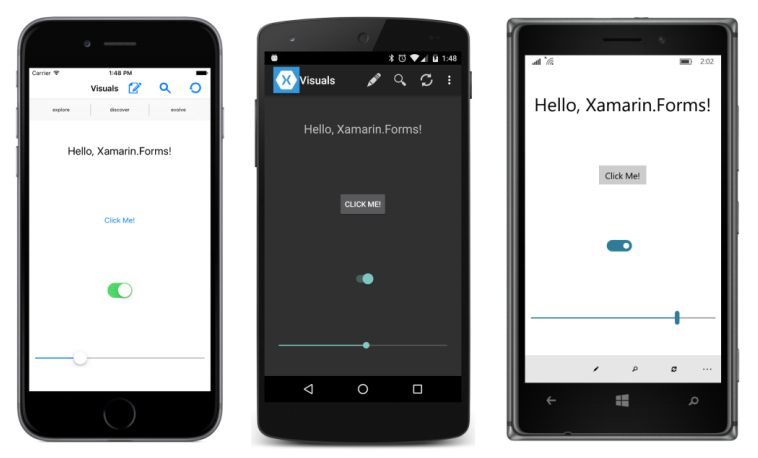 Carrier 1:48 PM
Visuals
explore discover evolve
Hello, Xamarin.Forms!
Click Me!
1:48
X Visuals
Hello, Xamarin.Forms!
CLICK ME!
2:02
Hello, Xamarin.Forms!
Click Me!